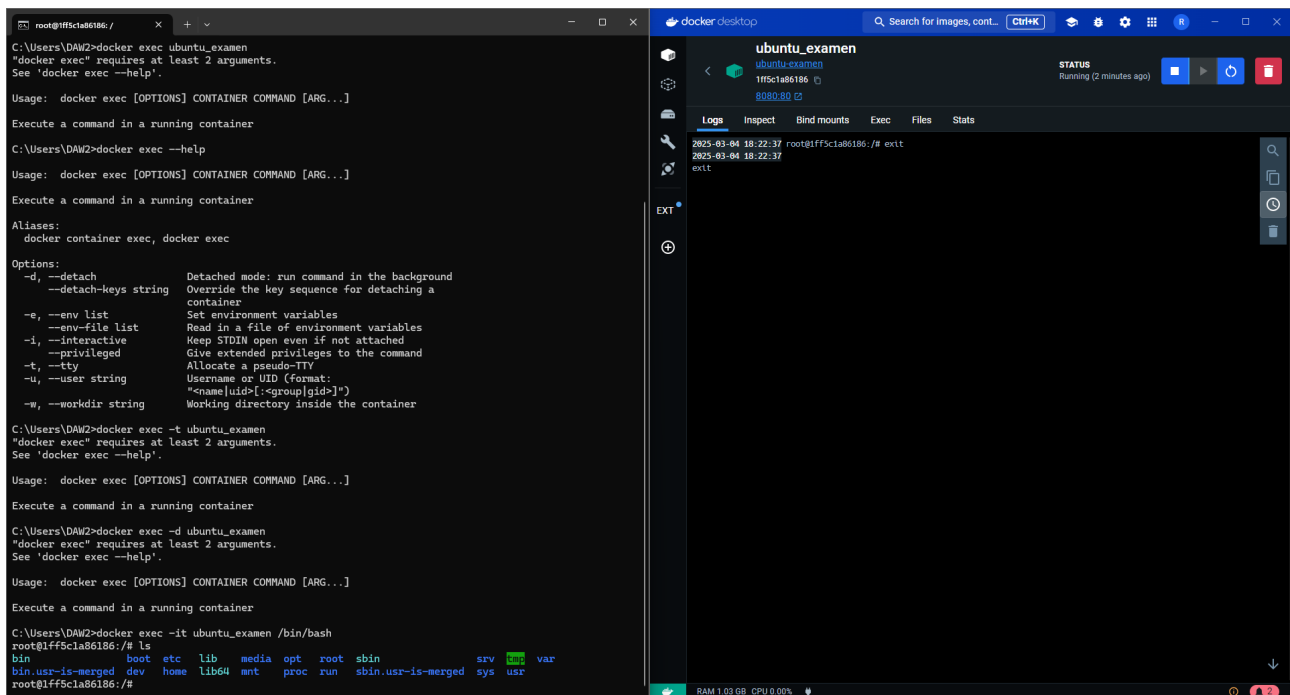 root@1ff5c1a86186: /
C:\Users\DAW2>docker exec ubuntu_examen
"docker exec" requires at least 2 arguments.
See 'docker exec --help'.
Usage:  docker exec [OPTIONS] CONTAINER COMMAND [ARG...]
Execute a command in a running container
C:\Users\DAW2>docker exec --help
Usage:  docker exec [OPTIONS] CONTAINER COMMAND [ARG...]
Execute a command in a running container
Aliases:
  docker container exec, docker exec
Options:
  -d, --detach               Detached mode: run command in the background
      --detach-keys string   Override the key sequence for detaching a
                             container
  -e, --env list             Set environment variables
      --env-file list        Read in a file of environment variables
  -i, --interactive          Keep STDIN open even if not attached
      --privileged           Give extended privileges to the command
  -t, --tty                  Allocate a pseudo-TTY
  -u, --user string          Username or UID (format:
                             "<name|uid>[:<group|gid>]")
  -w, --workdir string       Working directory inside the container
C:\Users\DAW2>docker exec -t ubuntu_examen
"docker exec" requires at least 2 arguments.
See 'docker exec --help'.
Usage:  docker exec [OPTIONS] CONTAINER COMMAND [ARG...]
Execute a command in a running container
C:\Users\DAW2>docker exec -d ubuntu_examen
"docker exec" requires at least 2 arguments.
See 'docker exec --help'.
Usage:  docker exec [OPTIONS] CONTAINER COMMAND [ARG...]
Execute a command in a running container
C:\Users\DAW2>docker exec -it ubuntu_examen /bin/bash
root@1ff5c1a86186:/# ls
bin                boot  etc   lib    media  opt   root  sbin                srv  tmp  var
bin.usr-is-merged  dev   home  lib64  mnt    proc  run   sbin.usr-is-merged  sys  usr
root@1ff5c1a86186:/#
docker desktop
Search for images, cont... Ctrl+K
R
ubuntu_examen
ubuntu-examen
1ff5c1a86186
8080:80
STATUS
Running (2 minutes ago)
Logs Inspect Bind mounts Exec Files Stats
2025-03-04 18:22:37 root@1ff5c1a86186:/# exit
2025-03-04 18:22:37
exit
EXT
RAM 1.03 GB CPU 0.00%
2